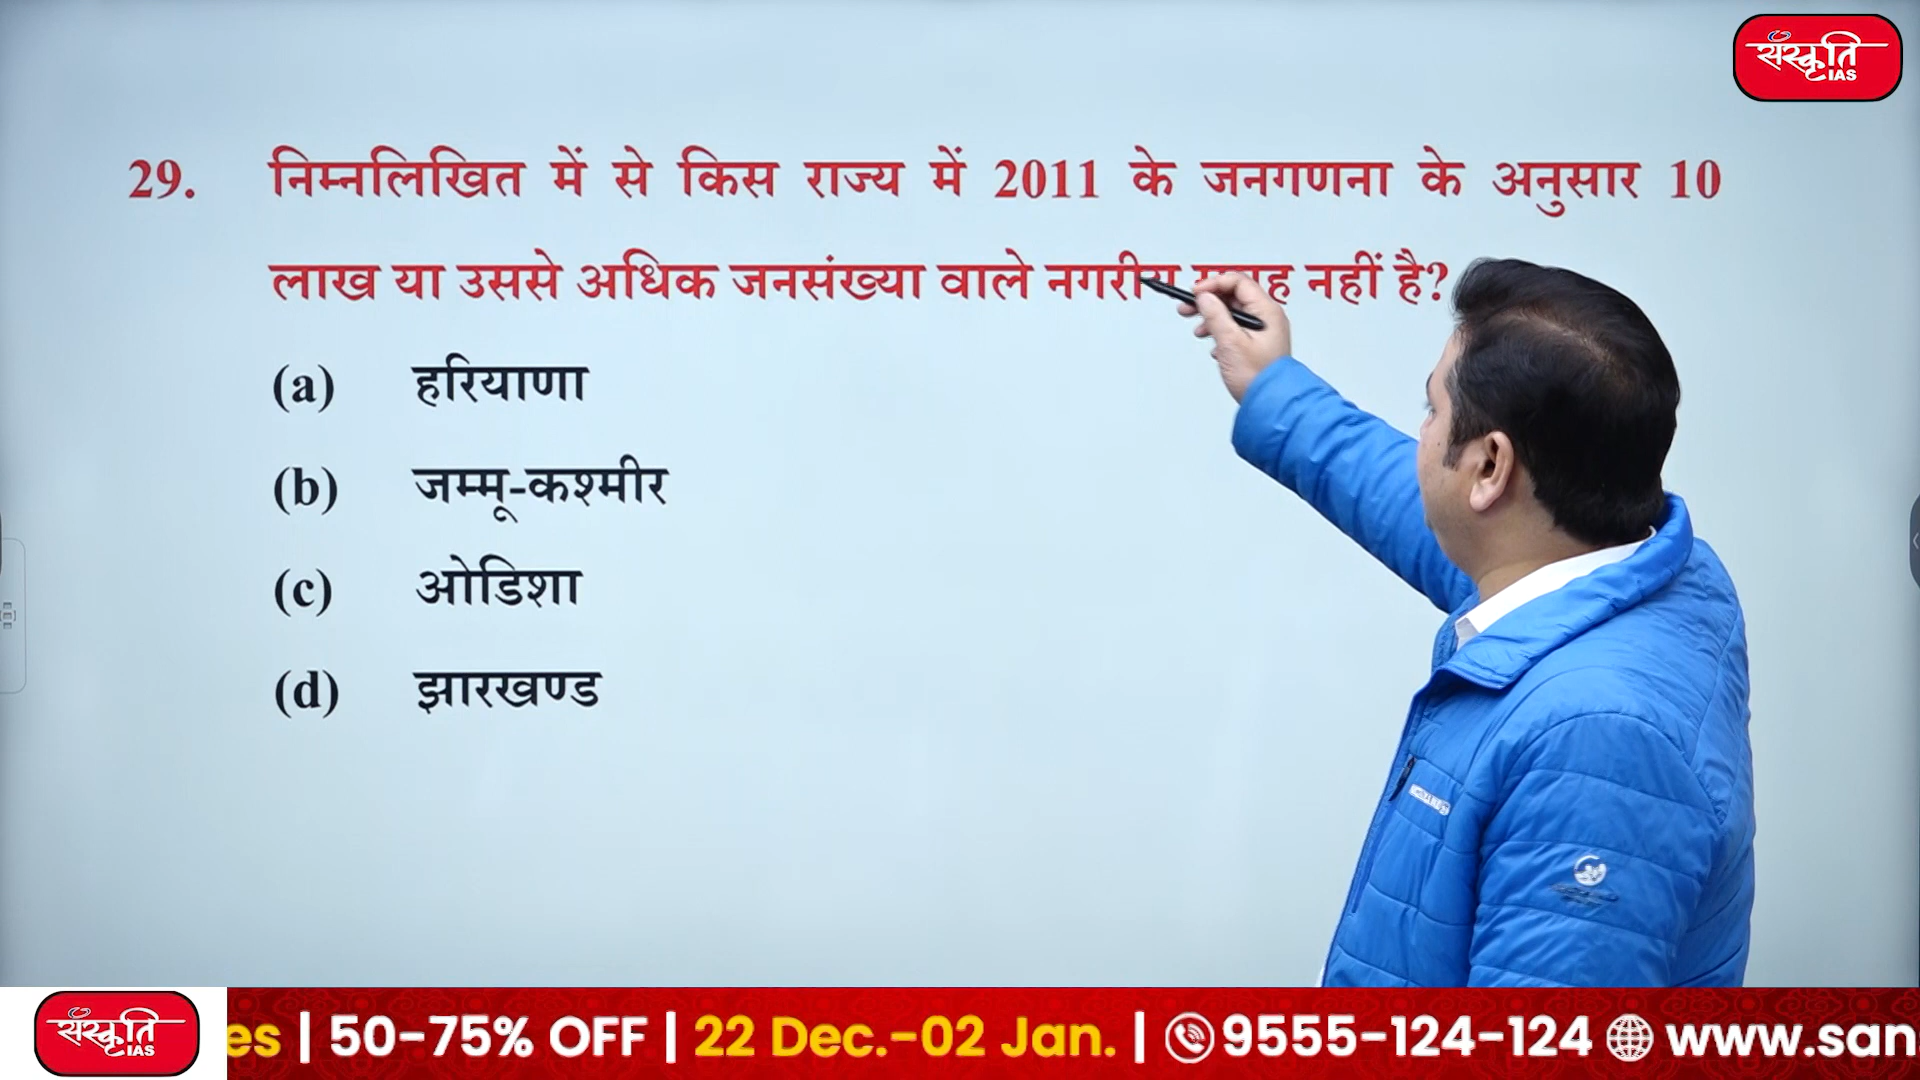 संस्कृति
IAS
29. निम्नलिखित में से किस राज्य में 2011 के जनगणना के अनुसार 10
लाख या उससे अधिक जनसंख्या वाले नगरीय नहीं है?
(a) हरियाणा
(b) जम्मू-कश्मीर
(c) ओडिशा
(d) झारखण्ड
संस्कृति
IAS
es | 50-75% OFF | 22 Dec.-02 Jan. | 9555-124-124 www.san